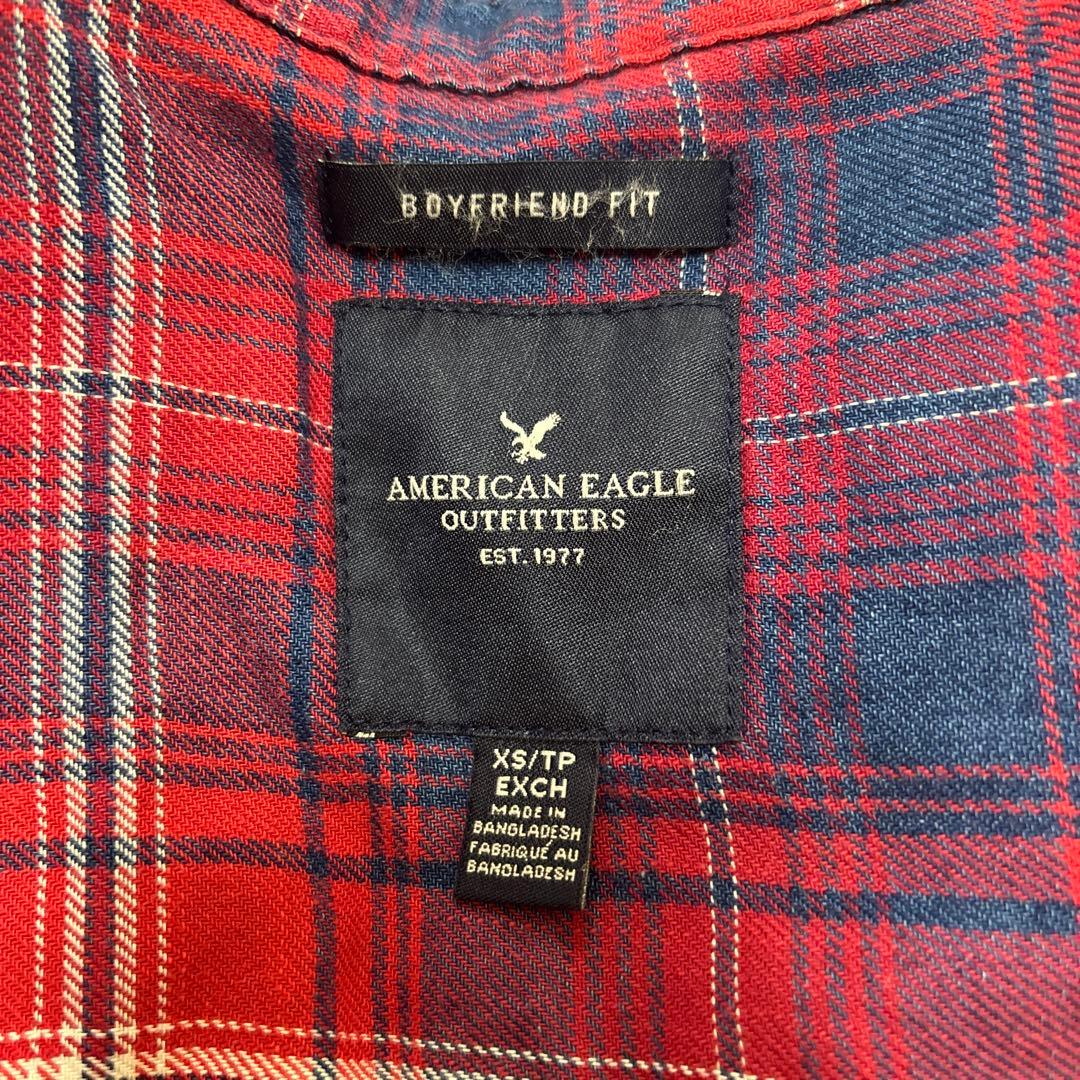 BOYFRIEND FIT
AMERICAN EAGLE
OUTFITTERS
EST. 1977
XS/TP
EXCH
MADE IN
BANGLADESH
FABRIQUÉ AU
BANGLADESH